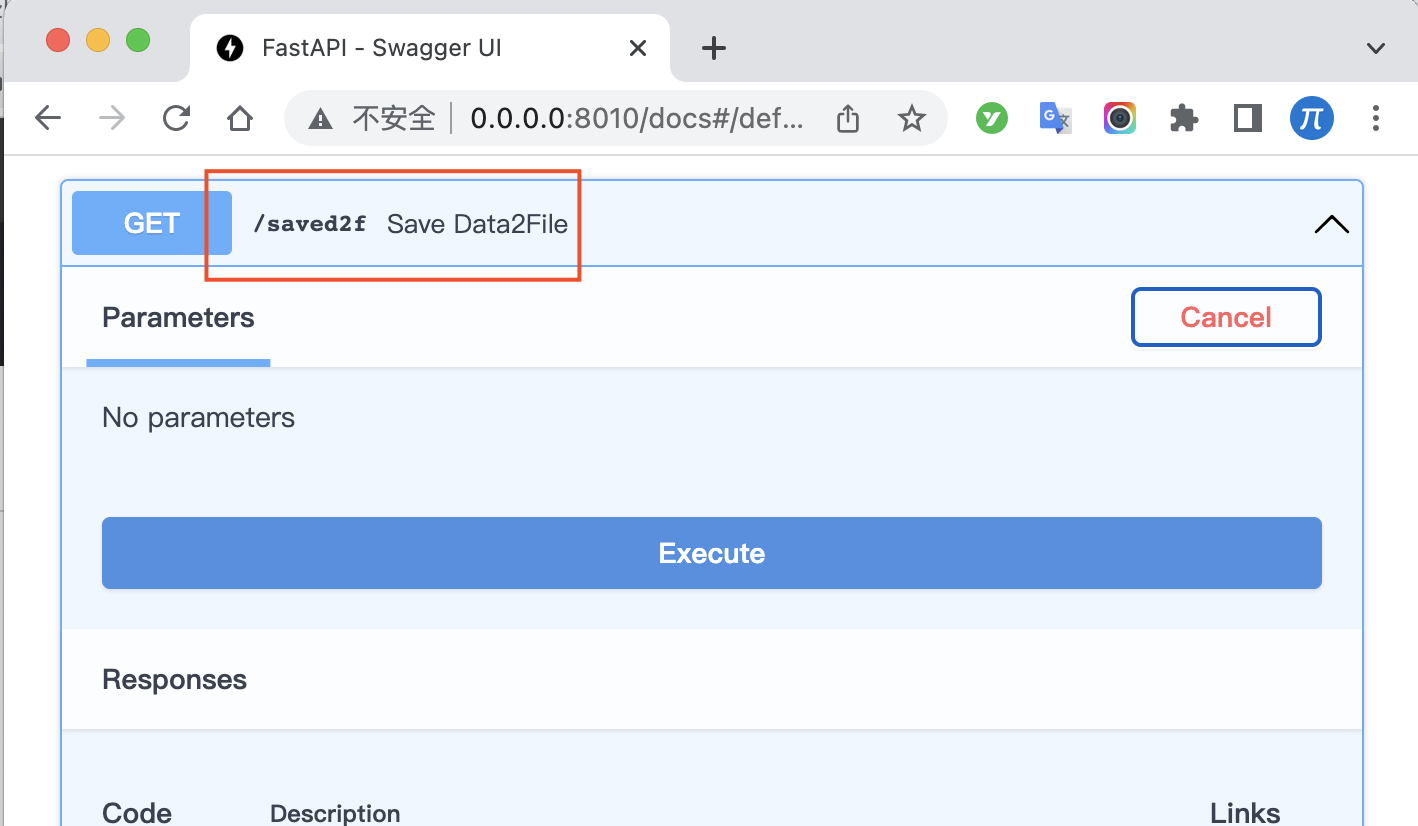 FastAPI - Swagger UI
不安全 0.0.0.0:8010/docs#/def...
GET /saved2f Save Data2File
Parameters
Cancel
No parameters
Execute
Responses
Code Description Links